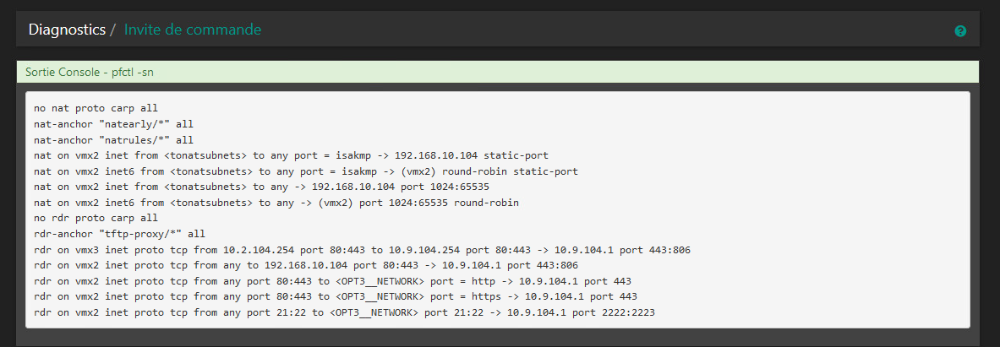 Diagnostics / Invite de commande
Sortie Console - pfctl -sn
no nat proto carp all
nat-anchor "natearly/*" all
nat-anchor "natrules/*" all
nat on vmx2 inet from <tonatsubnets> to any port = isakmp -> 192.168.10.104 static-port
nat on vmx2 inet6 from <tonatsubnets> to any port = isakmp -> (vmx2) round-robin static-port
nat on vmx2 inet from <tonatsubnets> to any -> 192.168.10.104 port 1024:65535
nat on vmx2 inet6 from <tonatsubnets> to any -> (vmx2) port 1024:65535 round-robin
no rdr proto carp all
rdr-anchor "tftp-proxy/*" all
rdr on vmx3 inet proto tcp from 10.2.104.254 port 80:443 to 10.9.104.254 port 80:443 -> 10.9.104.1 port 443:806
rdr on vmx2 inet proto tcp from any to 192.168.10.104 port 80:443 -> 10.9.104.1 port 443:806
rdr on vmx2 inet proto tcp from any port 80:443 to <OPT3__NETWORK> port = http -> 10.9.104.1 port 443
rdr on vmx2 inet proto tcp from any port 80:443 to <OPT3__NETWORK> port = https -> 10.9.104.1 port 443
rdr on vmx2 inet proto tcp from any port 21:22 to <OPT3__NETWORK> port 21:22 -> 10.9.104.1 port 2222:2223